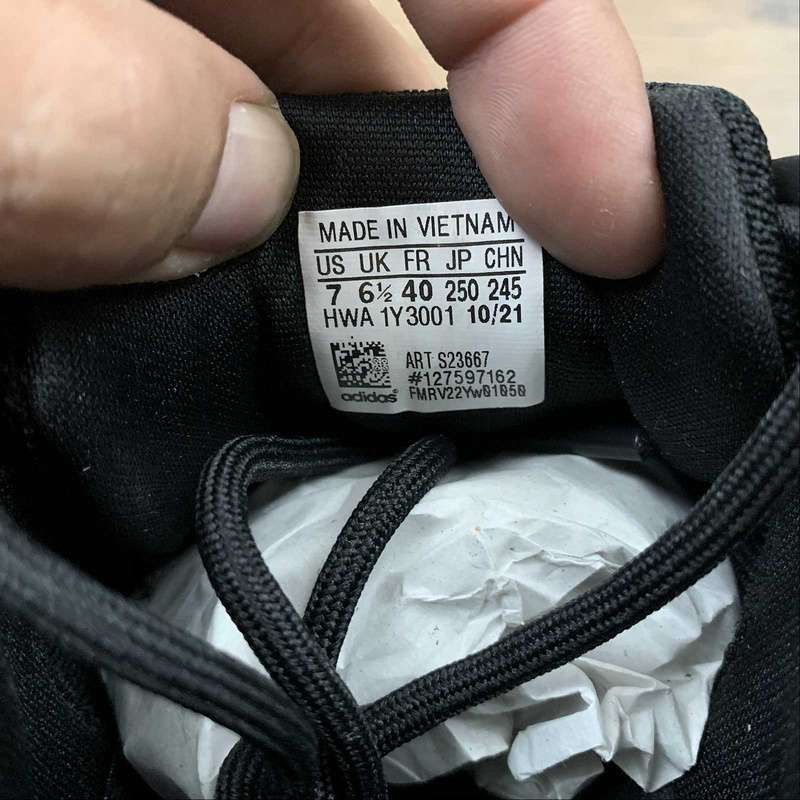 MADE IN VIETNAM
US UK FR JP CHN
7 6½ 40 250 245
HWA 1Y3001 10/21
ART S23667
#127597162
adidas® FMRV22Yw01050